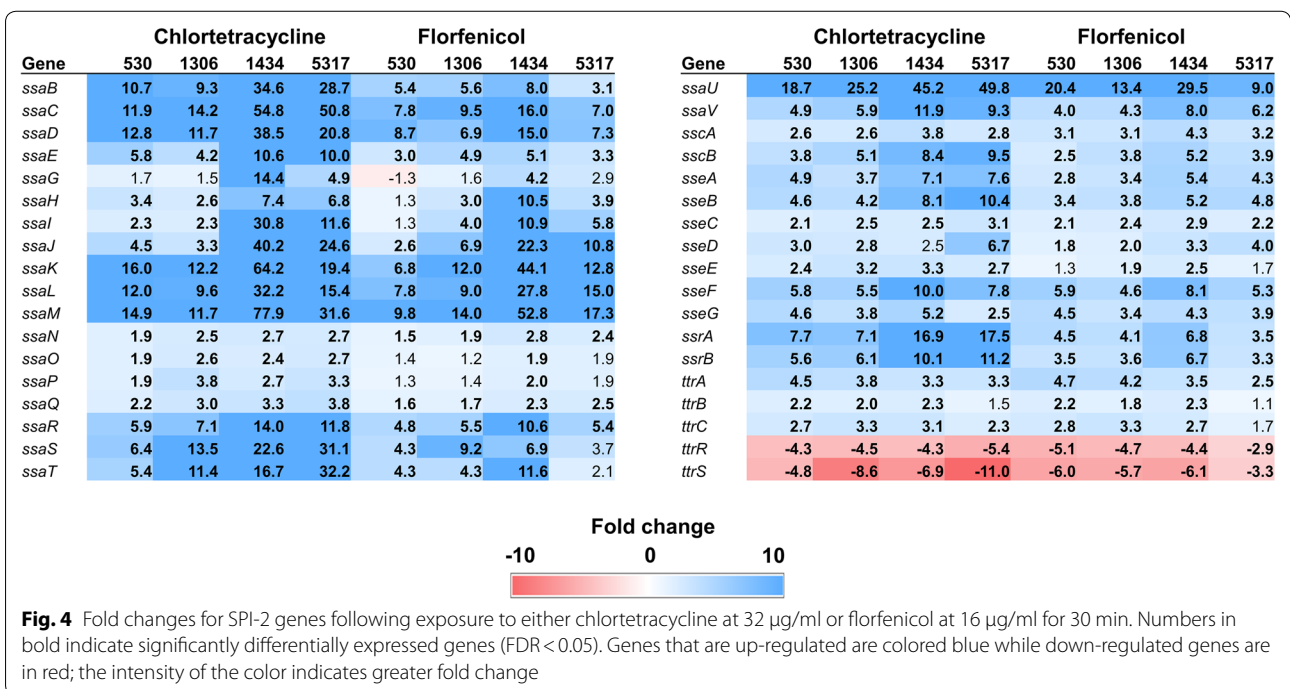 Chlortetracycline Florfenicol
Gene 530 1306 1434 5317 530 1306 1434 5317
ssaB 10.7 9.3 34.6 28.7 5.4 5.6 8.0 3.1
ssaC 11.9 14.2 54.8 50.8 7.8 9.5 16.0 7.0
ssaD 12.8 11.7 38.5 20.8 8.7 6.9 15.0 7.3
ssaE 5.8 4.2 10.6 10.0 3.0 4.9 5.1 3.3
ssaG 1.7 1.5 14.4 4.9 -1.3 1.6 4.2 2.9
ssaH 3.4 2.6 7.4 6.8 1.3 3.0 10.5 3.9
ssaI 2.3 2.3 30.8 11.6 1.3 4.0 10.9 5.8
ssaJ 4.5 3.3 40.2 24.6 2.6 6.9 22.3 10.8
ssaK 16.0 12.2 64.2 19.4 6.8 12.0 44.1 12.8
ssaL 12.0 9.6 32.2 15.4 7.8 9.0 27.8 15.0
ssaM 14.9 11.7 77.9 31.6 9.8 14.0 52.8 17.3
ssaN 1.9 2.5 2.7 2.7 1.5 1.9 2.8 2.4
ssaO 1.9 2.6 2.4 2.7 1.4 1.2 1.9 1.9
ssaP 1.9 3.8 2.7 3.3 1.3 1.4 2.0 1.9
ssaQ 2.2 3.0 3.3 3.8 1.6 1.7 2.3 2.5
ssaR 5.9 7.1 14.0 11.8 4.8 5.5 10.6 5.4
ssaS 6.4 13.5 22.6 31.1 4.3 9.2 6.9 3.7
ssaT 5.4 11.4 16.7 32.2 4.3 4.3 11.6 2.1
Chlortetracycline Florfenicol
Gene 530 1306 1434 5317 530 1306 1434 5317
ssaU 18.7 25.2 45.2 49.8 20.4 13.4 29.5 9.0
ssaV 4.9 5.9 11.9 9.3 4.0 4.3 8.0 6.2
sscA 2.6 2.6 3.8 2.8 3.1 3.1 4.3 3.2
sscB 3.8 5.1 8.4 9.5 2.5 3.8 5.2 3.9
sseA 4.9 3.7 7.1 7.6 2.8 3.4 5.4 4.3
sseB 4.6 4.2 8.1 10.4 3.4 3.8 5.2 4.8
sseC 2.1 2.5 2.5 3.1 2.1 2.4 2.9 2.2
sseD 3.0 2.8 2.5 6.7 1.8 2.0 3.3 4.0
sseE 2.4 3.2 3.3 2.7 1.3 1.9 2.5 1.7
sseF 5.8 5.5 10.0 7.8 5.9 4.6 8.1 5.3
sseG 4.6 3.8 5.2 2.5 4.5 3.4 4.3 3.9
ssrA 7.7 7.1 16.9 17.5 4.5 4.1 6.8 3.5
ssrB 5.6 6.1 10.1 11.2 3.5 3.6 6.7 3.3
ttrA 4.5 3.8 3.3 3.3 4.7 4.2 3.5 2.5
ttrB 2.2 2.0 2.3 1.5 2.2 1.8 2.3 1.1
ttrC 2.7 3.3 3.1 2.3 2.8 3.3 2.7 1.7
ttrR -4.3 -4.5 -4.3 -5.4 -5.1 -4.7 -4.4 -2.9
ttrS -4.8 -8.6 -6.9 -11.0 -6.0 -5.7 -6.1 -3.3
Fold change
-10 0 10
Fig. 4 Fold changes for SPI-2 genes following exposure to either chlortetracycline at 32 µg/ml or florfenicol at 16 µg/ml for 30 min. Numbers in
bold indicate significantly differentially expressed genes (FDR < 0.05). Genes that are up-regulated are colored blue while down-regulated genes are
in red; the intensity of the color indicates greater fold change